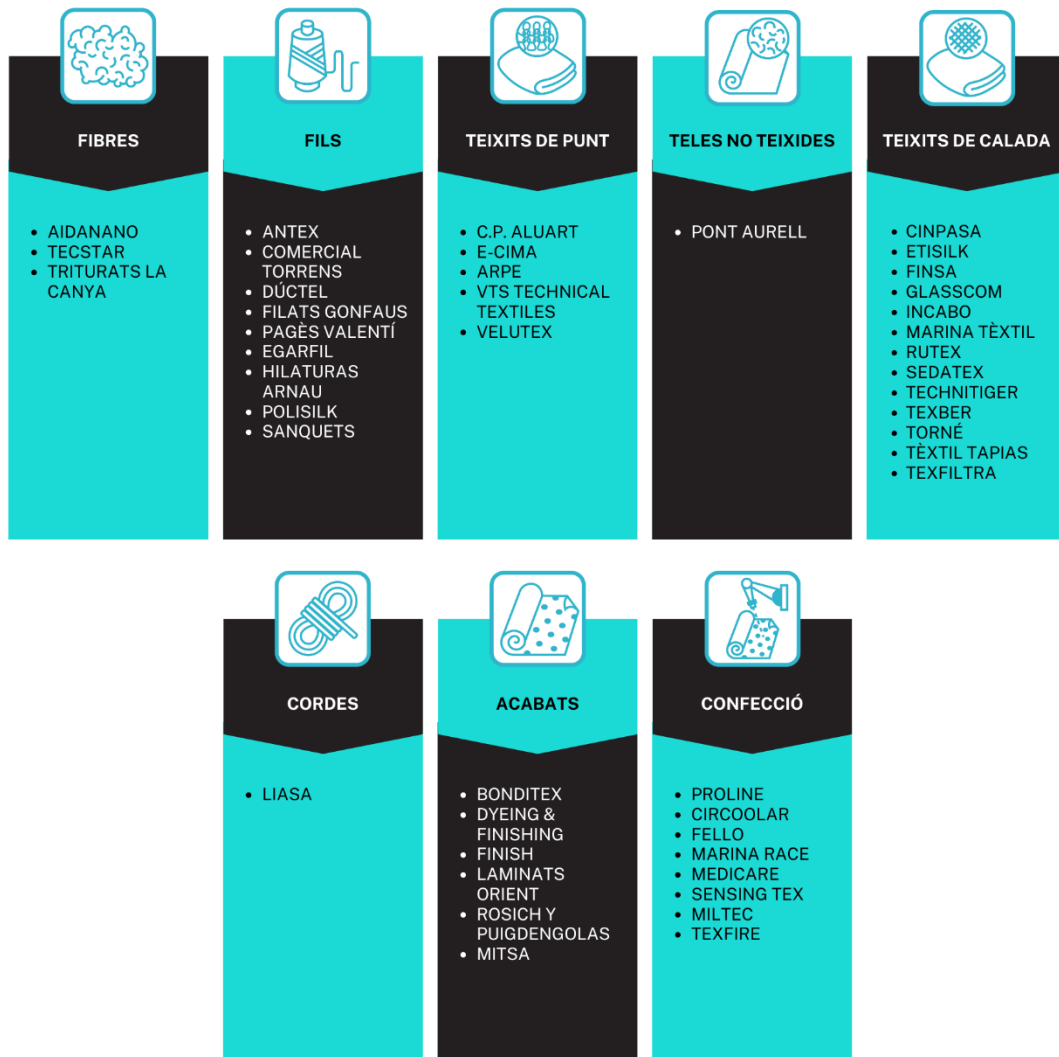 FIBRES
AIDANANO
TECSTAR
TRITURATS LA
CANYA
FILS
ANTEX
COMERCIAL
TORRENS
DÚCTEL
FILATS GONFAUS
PAGÈS VALENTÍ
EGARFIL
HILATURAS
ARNAU
POLISILK
SANQUETS
TEIXITS DE PUNT
C.P. ALUART
E-CIMA
ARPE
VTS TECHNICAL
TEXTILES
VELUTEX
TELES NO TEIXIDES
PONT AURELL
TEIXITS DE CALADA
CINPASA
ETISILK
FINSA
GLASSCOM
INCABO
MARINA TÈXTIL
RUTEX
SEDATEX
TECHNITIGER
TEXBER
TORNÉ
TÈXTIL TAPIAS
TEXFILTRA
CORDES
LIASA
ACABATS
BONDITEX
DYEING &
FINISHING
FINISH
LAMINATS
ORIENT
ROSICH Y
PUIGDENGOLAS
MITSA
CONFECCIÓ
PROLINE
CIRCOOLAR
FELLO
MARINA RACE
MEDICARE
SENSING TEX
MILTEC
TEXFIRE